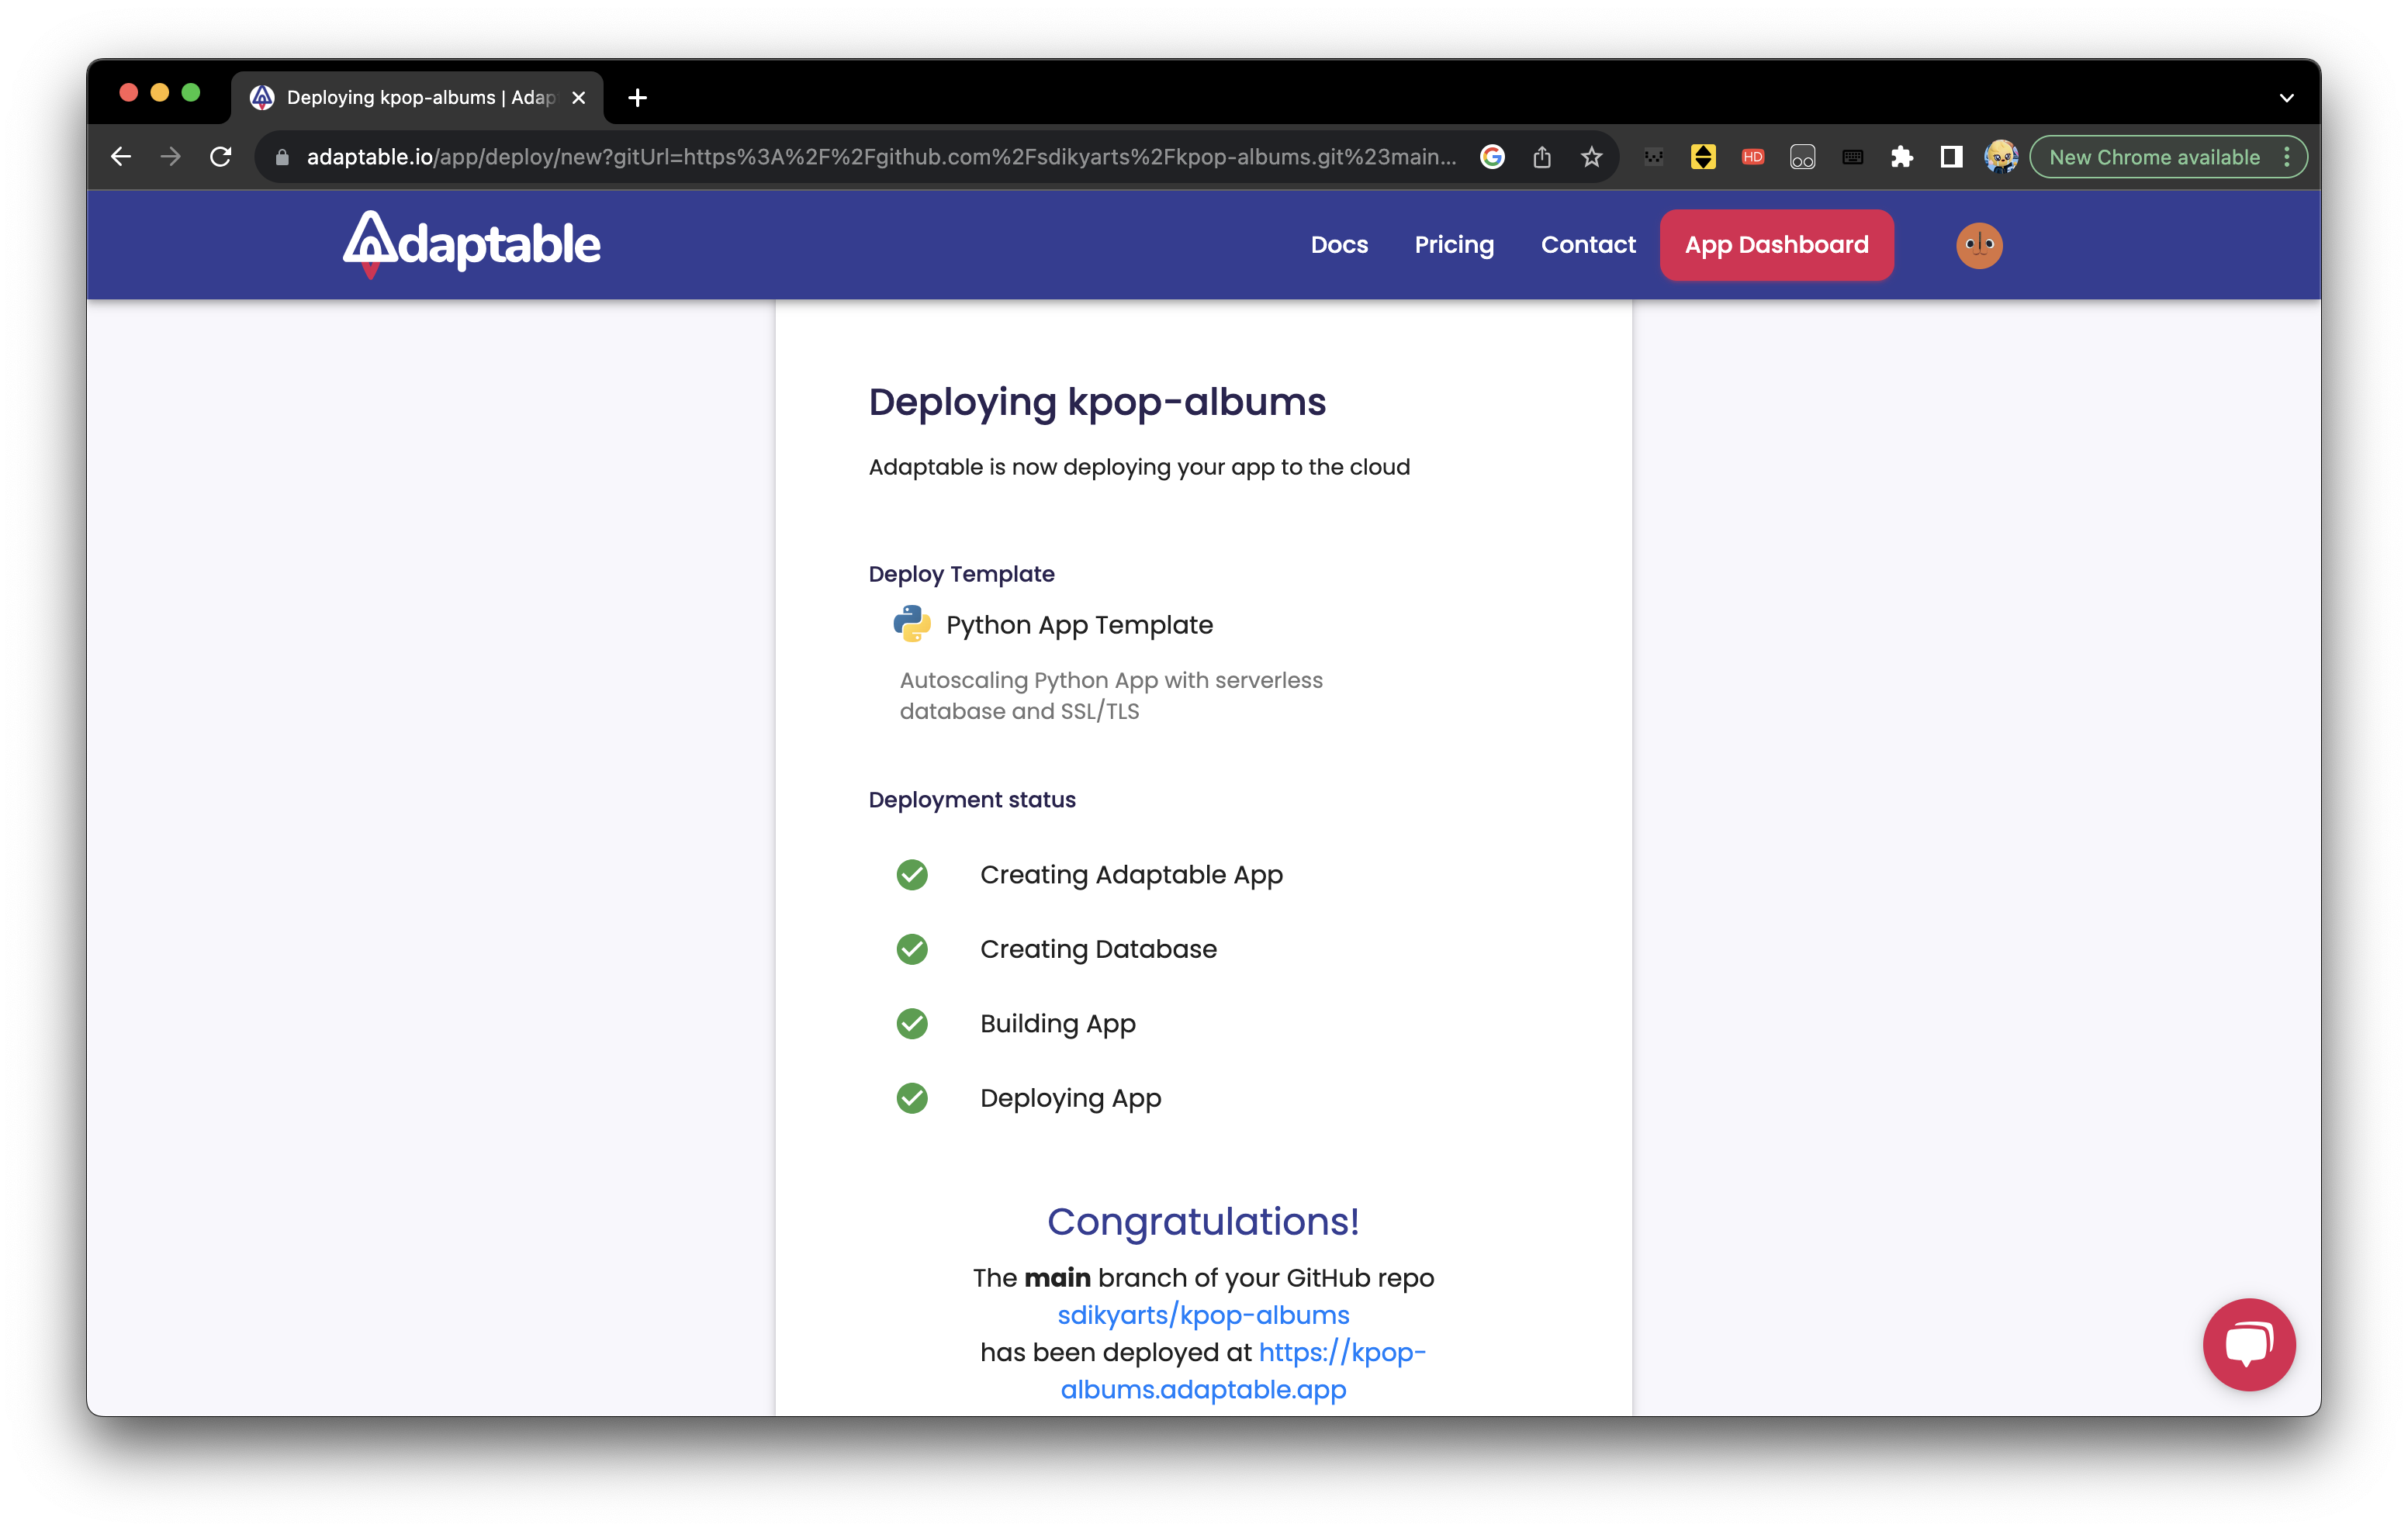 Deploying kpop-albums | Adap
adaptable.io/app/deploy/new?gitUrl=https%3A%2F%2Fgithub.com%2Fsdikyarts%2Fkpop-albums.git%23main...
HD
New Chrome available
Adaptable
Docs
Pricing
Contact
App Dashboard
Deploying kpop-albums
Adaptable is now deploying your app to the cloud
Deploy Template
Python App Template
Autoscaling Python App with serverless
database and SSL/TLS
Deployment status
Creating Adaptable App
Creating Database
Building App
Deploying App
Congratulations!
The main branch of your GitHub repo
sdikyarts/kpop-albums
has been deployed at https://kpop-
albums.adaptable.app